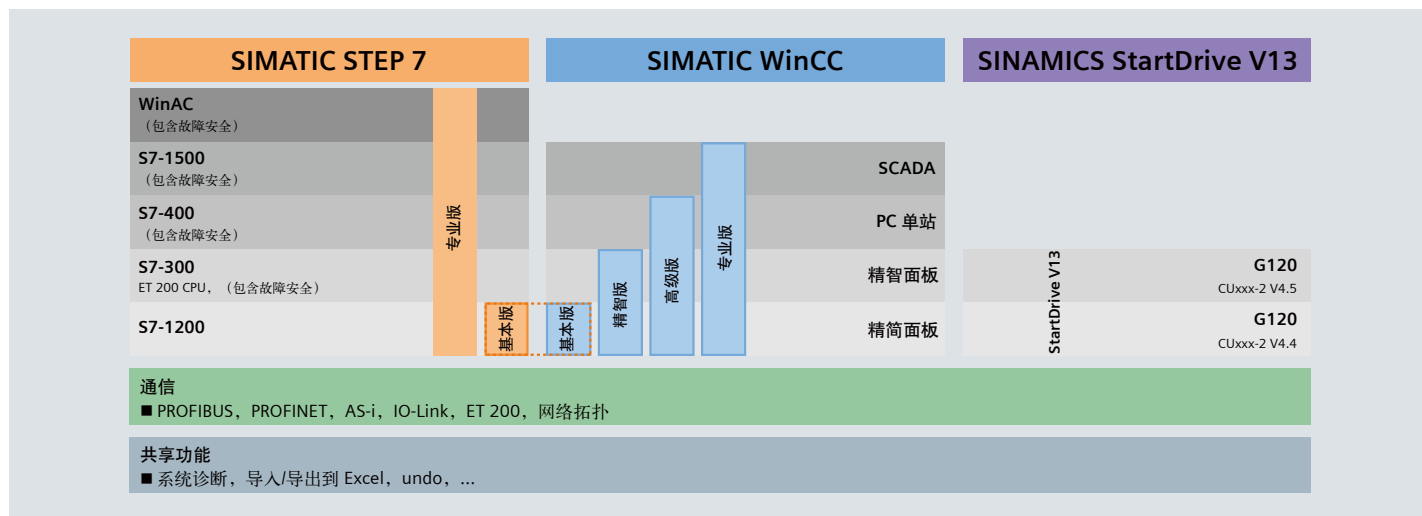 SIMATIC STEP 7
WinAC
（包含故障安全）
S7-1500
（包含故障安全）
S7-400
（包含故障安全）
S7-300
ET 200 CPU，（包含故障安全）
S7-1200
专业版
基本版
SIMATIC WinCC
基本版
精智版
高级版
专业版
SCADA
PC 单站
精智面板
精简面板
SINAMICS StartDrive V13
StartDrive V13
G120
CUxxx-2 V4.5
G120
CUxxx-2 V4.4
通信
■ PROFIBUS，PROFINET，AS-i，IO-Link，ET 200，网络拓扑
共享功能
■ 系统诊断，导入/导出到 Excel，undo，...